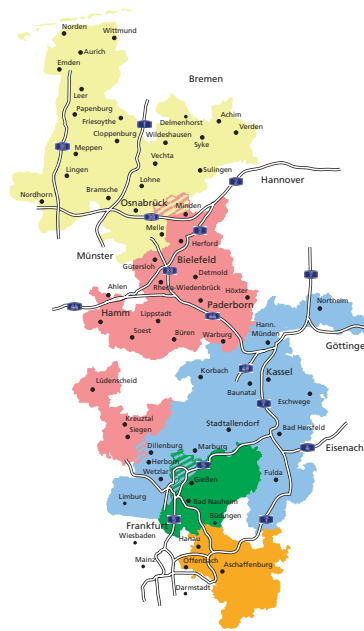 Norden
Wittmund
Aurich
Emden
Leer
Bremen
Papenburg
Friesoythe
Delmenhorst
Achim
Cloppenburg
Wildeshausen
Verden
Syke
Meppen
Vechta
Lingen
Sulingen
Lohne
Hannover
Nordhorn
Bramsche
Osnabrück
Minden
Melle
Herford
Münster
Gütersloh
Bielefeld
Detmold
Rheda-Wiedenbrück
Ahlen
Höxter
Paderborn
Lippstadt
Hamm
Northeim
Soest
Büren
Warburg
Hann.
Münden
Göttingen
Korbach
Kassel
Lüdenscheid
Baunatal
Eschwege
Kreuztal
Siegen
Stadtallendorf
Bad Hersfeld
Dillenburg
Marburg
Eisenach
Herborn
Wetzlar
Gießen
Fulda
Limburg
Bad Nauheim
Büdingen
Frankfurt
Wiesbaden
Hanau
Mainz
Offenbach
Aschaffenburg
Darmstadt